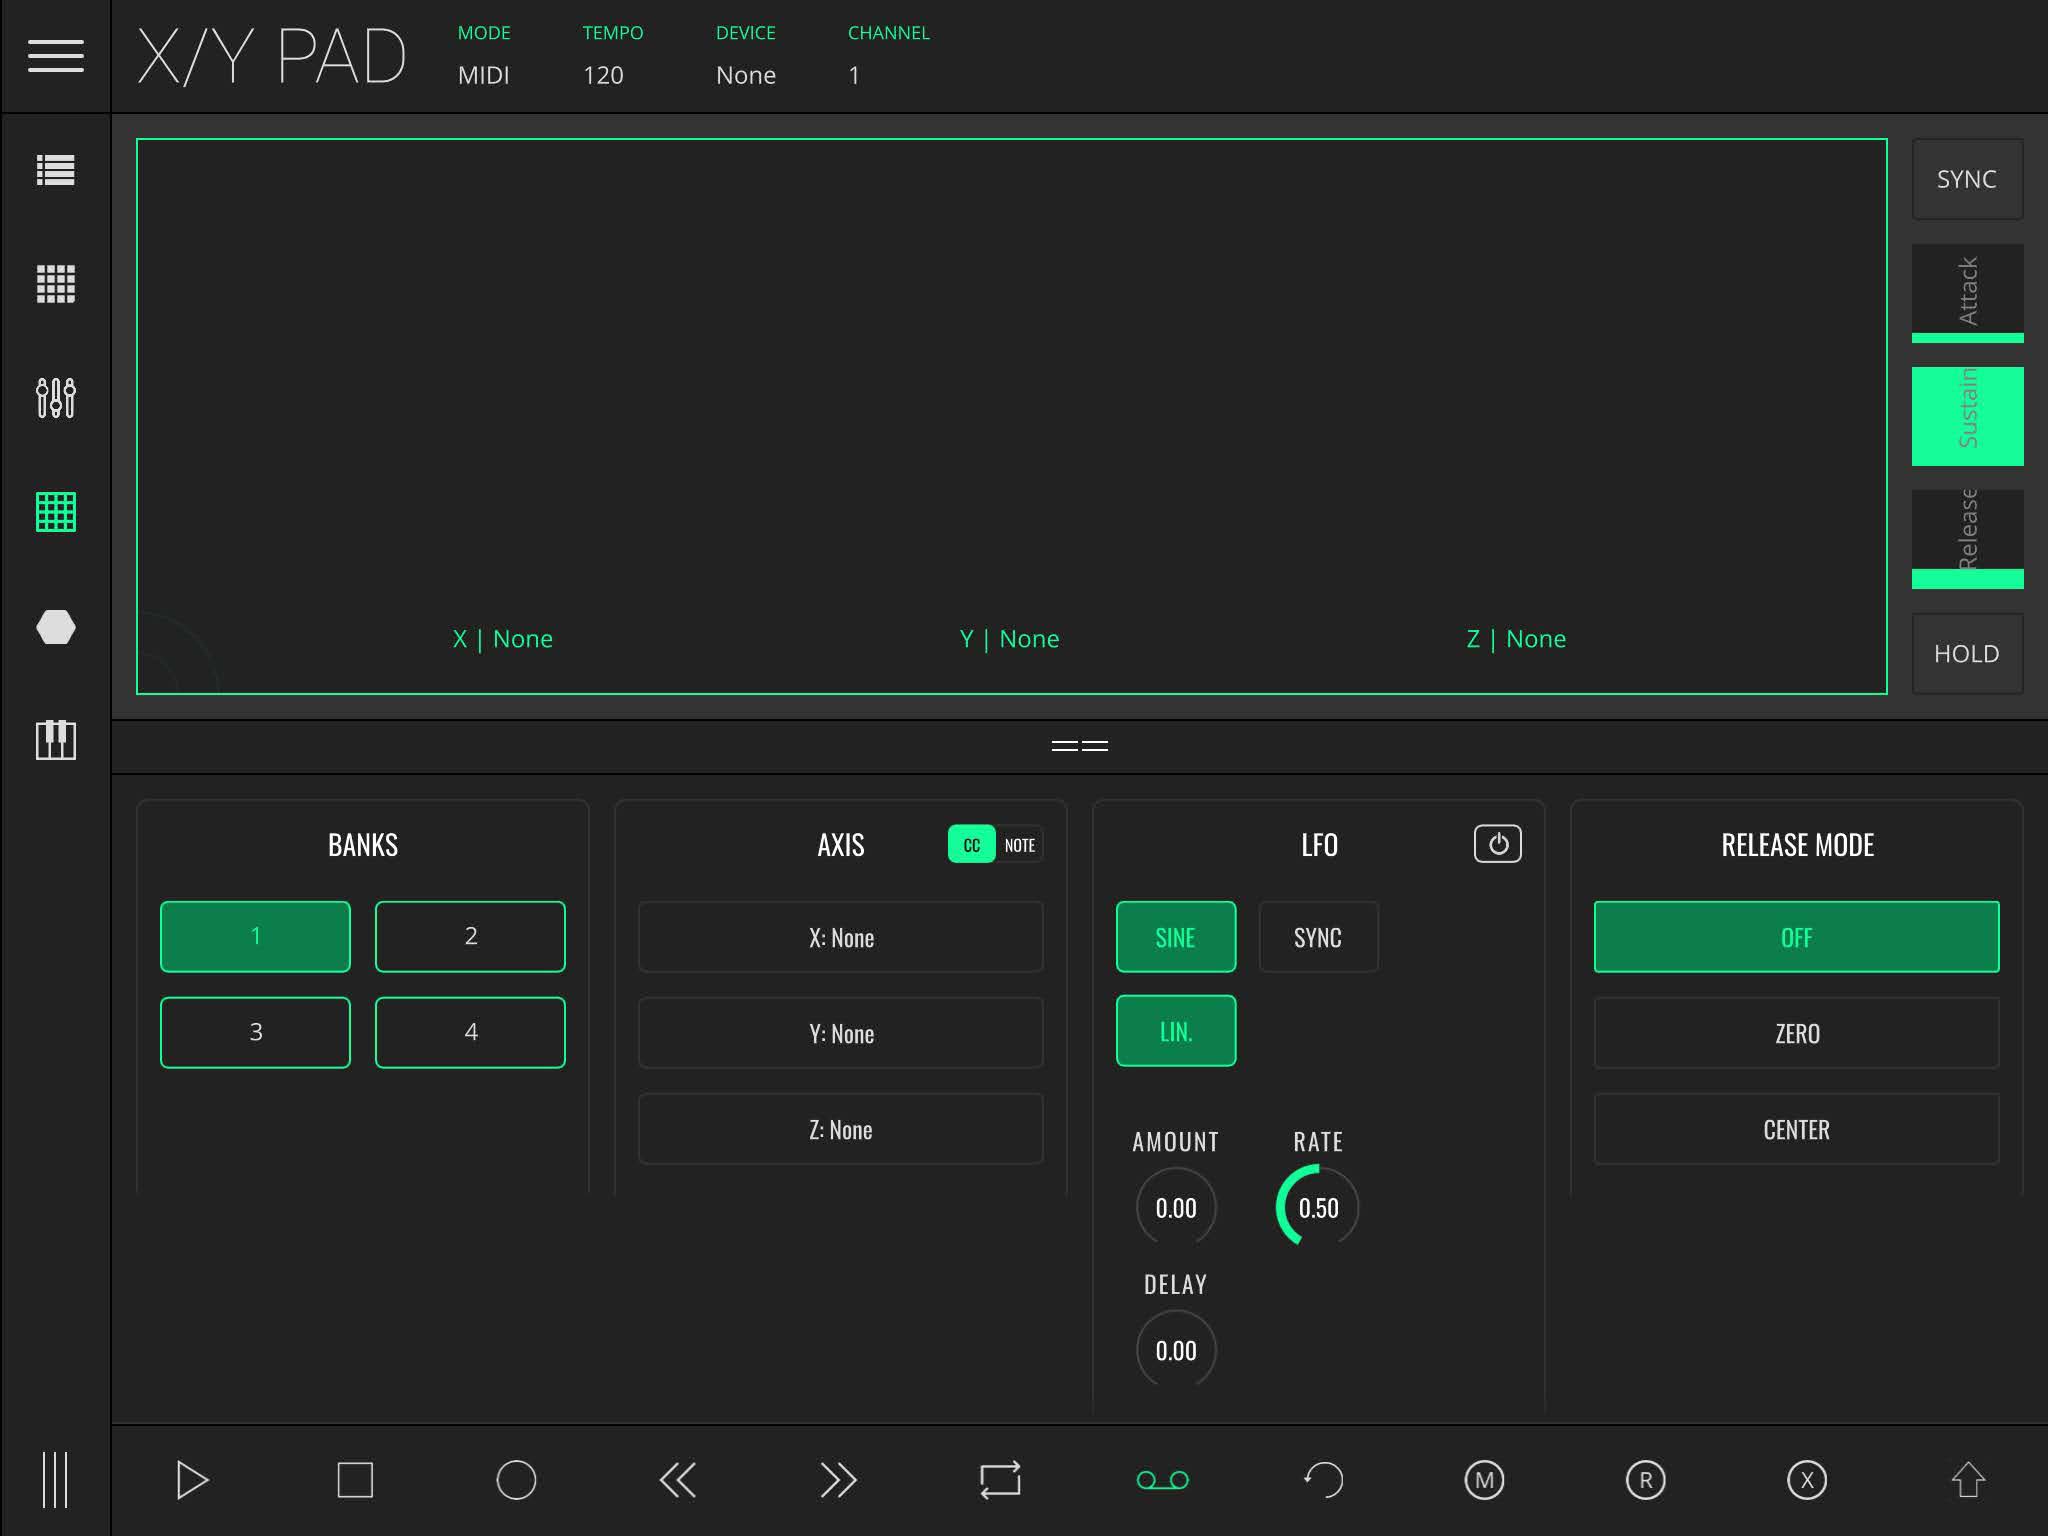 X/Y PAD
MODE TEMPO DEVICE CHANNEL
MIDI 120 None 1
SYNC
Attack
Sustain
Release
HOLD
X | None Y | None Z | None
BANKS
1 2
3 4
AXIS CC NOTE
X: None
Y: None
Z: None
LFO
SINE SYNC
LIN.
AMOUNT RATE
0.00 0.50
DELAY
0.00
RELEASE MODE
OFF
ZERO
CENTER
M R X